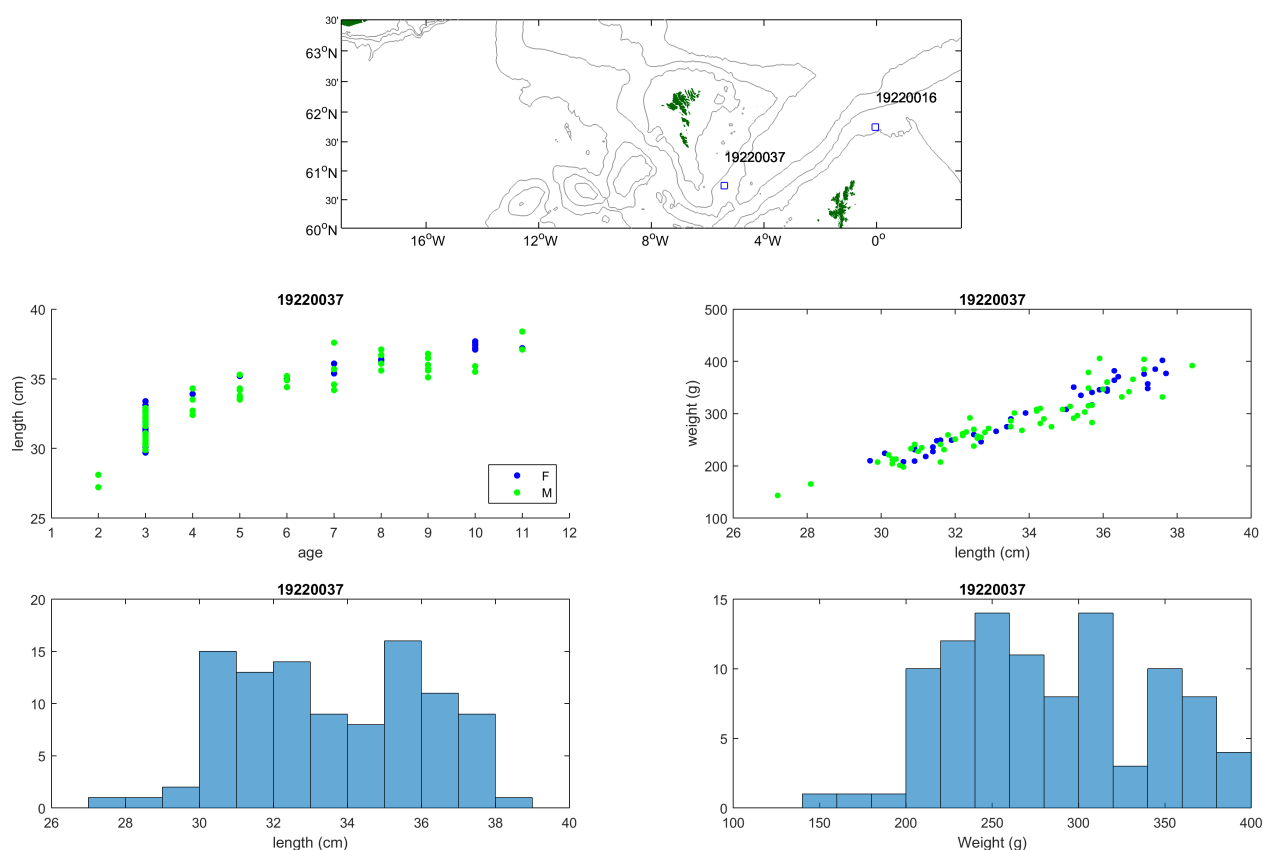 30'
63°N
30'
62°N
30'
61°N
30'
60°N
16°W 12°W 8°W 4°W 0°
19220016
19220037
19220037
40
35
30
25
length (cm)
F
M
1 2 3 4 5 6 7 8 9 10 11 12
age
19220037
500
400
300
200
100
weight (g)
26 28 30 32 34 36 38 40
length (cm)
19220037
20
15
10
5
0
26 28 30 32 34 36 38 40
length (cm)
19220037
15
10
5
0
100 150 200 250 300 350 400
Weight (g)